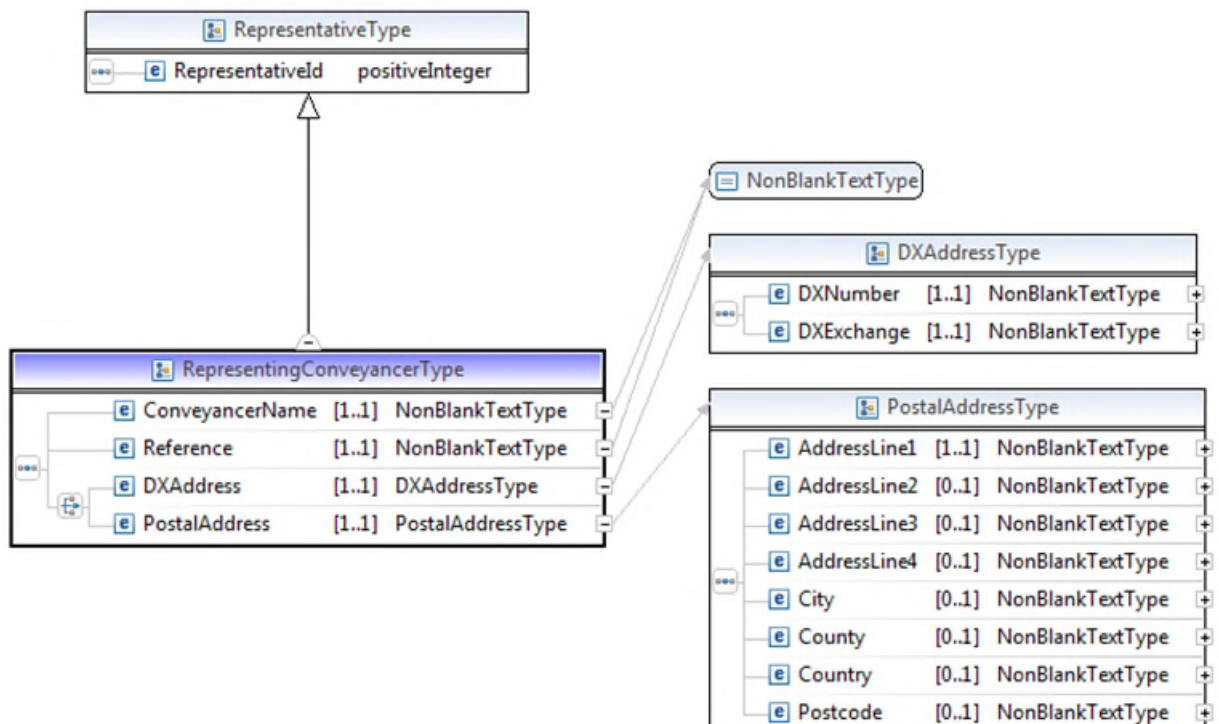 RepresentativeType
e RepresentativeId positiveInteger
NonBlankTextType
DXAddressType
e DXNumber [1..1] NonBlankTextType
e DXExchange [1..1] NonBlankTextType
RepresentingConveyancerType
e ConveyancerName [1..1] NonBlankTextType
e Reference [1..1] NonBlankTextType
e DXAddress [1..1] DXAddressType
e PostalAddress [1..1] PostalAddressType
PostalAddressType
e AddressLine1 [1..1] NonBlankTextType
e AddressLine2 [0..1] NonBlankTextType
e AddressLine3 [0..1] NonBlankTextType
e AddressLine4 [0..1] NonBlankTextType
e City [0..1] NonBlankTextType
e County [0..1] NonBlankTextType
e Country [0..1] NonBlankTextType
e Postcode [0..1] NonBlankTextType